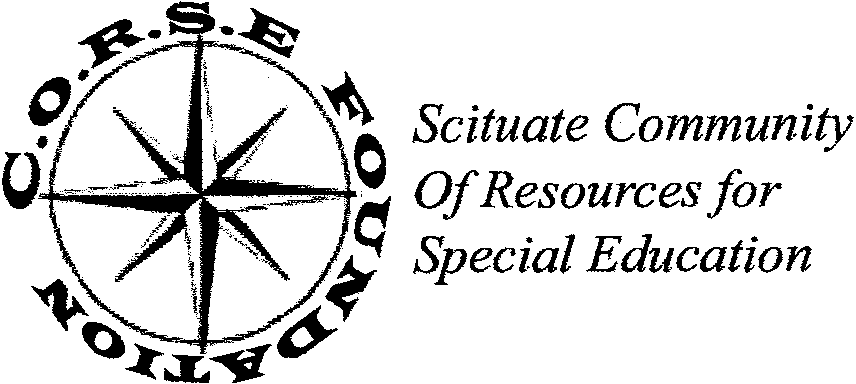 C.O.R.S.E FOUNDATION
Scituate Community
Of Resources for
Special Education